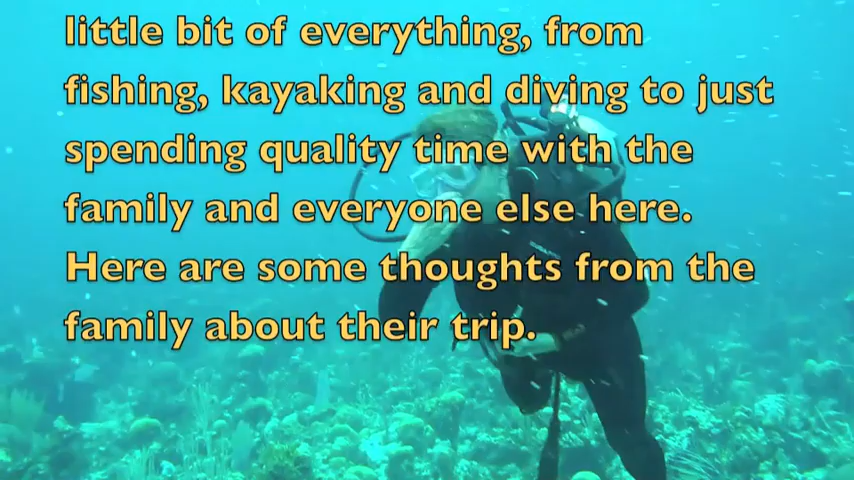 little bit of everything, from
fishing, kayaking and diving to just
spending quality time with the
family and everyone else here.
Here are some thoughts from the
family about their trip.